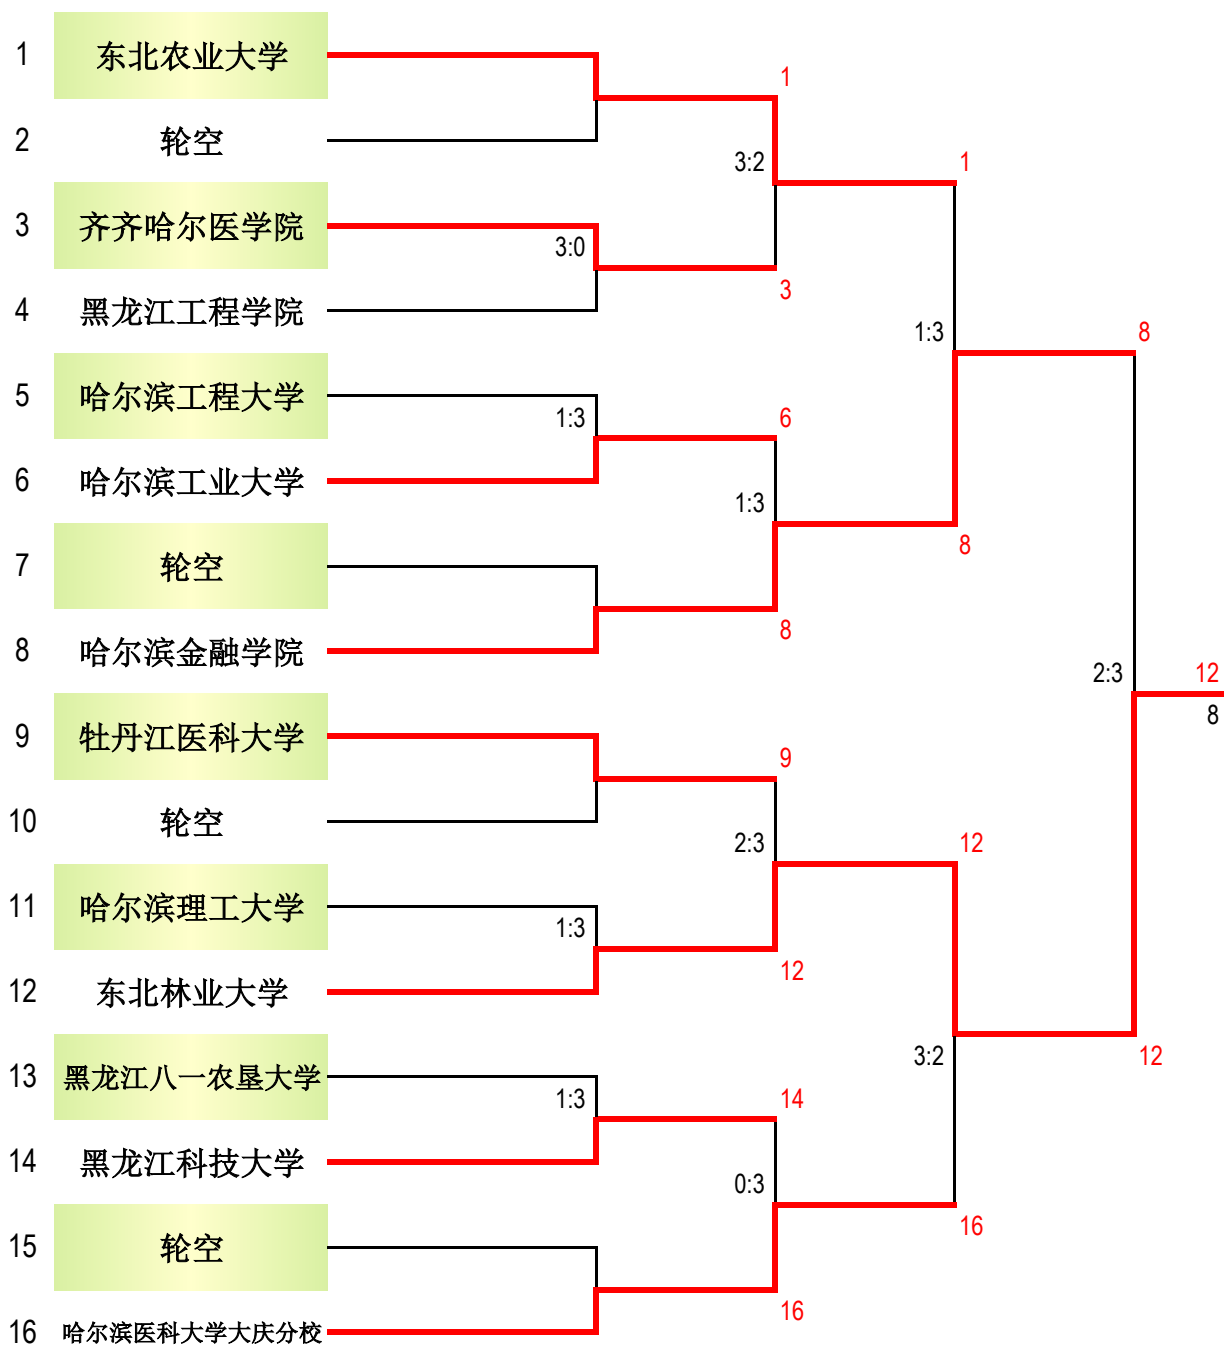 1 东北农业大学
1
2 轮空
3:2
1
3 齐齐哈尔医学院
3:0
3
4 黑龙江工程学院
1:3
8
5 哈尔滨工程大学
1:3
6
6 哈尔滨工业大学
1:3
7 轮空
8
8
8 哈尔滨金融学院
2:3
12
8
9 牡丹江医科大学
9
10 轮空
2:3
12
11 哈尔滨理工大学
1:3
12
12 东北林业大学
3:2
12
13 黑龙江八一农垦大学
1:3
14
14 黑龙江科技大学
0:3
16
15 轮空
16
16 哈尔滨医科大学大庆分校